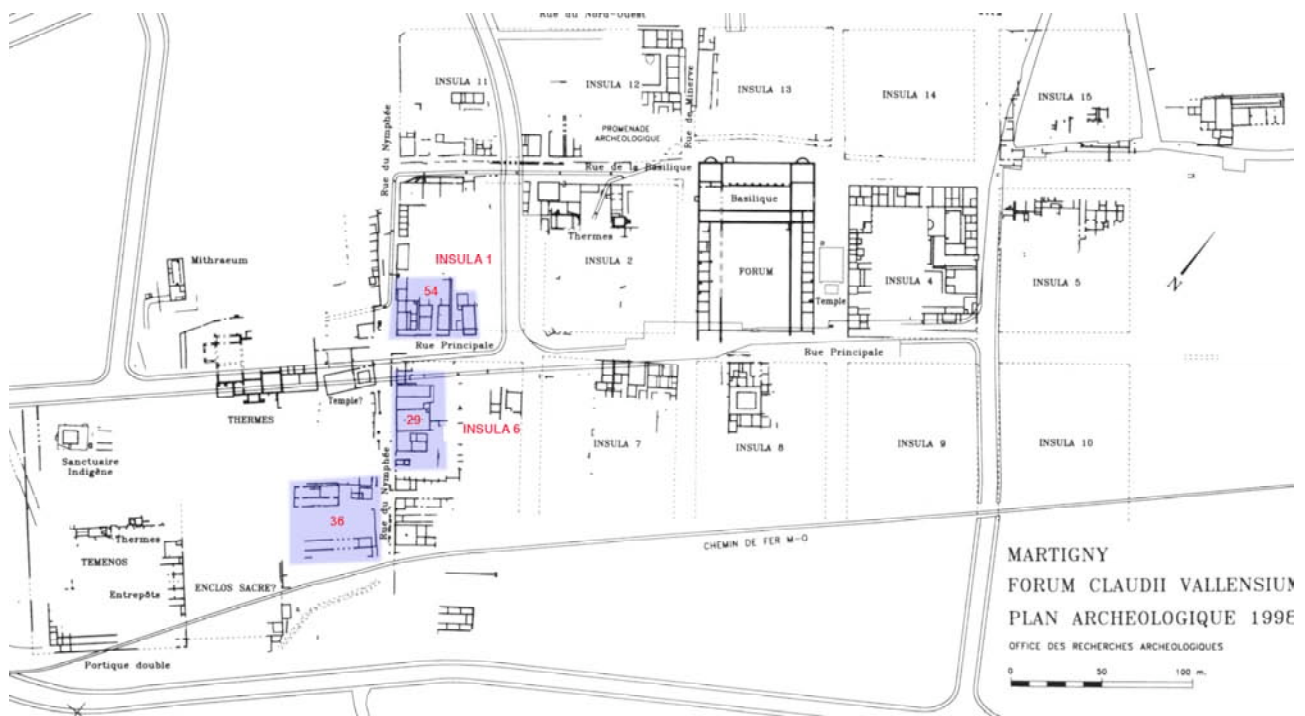 Rue du Nord-Ouest
INSULA 11
INSULA 12
INSULA 13
INSULA 14
INSULA 15
Rue du Nymphée
PROMENADE
ARCHEOLOGIQUE
Rue de Minerve
Rue de la Basilique
Basilique
Thermes
Mithraeum
INSULA 1
INSULA 2
FORUM
INSULA 4
INSULA 5
54
Temple
N
Rue Principale
Rue Principale
THERMES
Temple?
29
INSULA 6
INSULA 7
INSULA 8
INSULA 9
INSULA 10
Sanctuaire
Indigène
Rue du Nymphée
36
Thermes
TEMENOS
Entrepôts
ENCLOS SACRE?
CHEMIN DE FER M-O
Portique double
MARTIGNY
FORUM CLAUDII VALLENSIUM
PLAN ARCHEOLOGIQUE 1998
OFFICE DES RECHERCHES ARCHEOLOGIQUES
0 50 100 m.